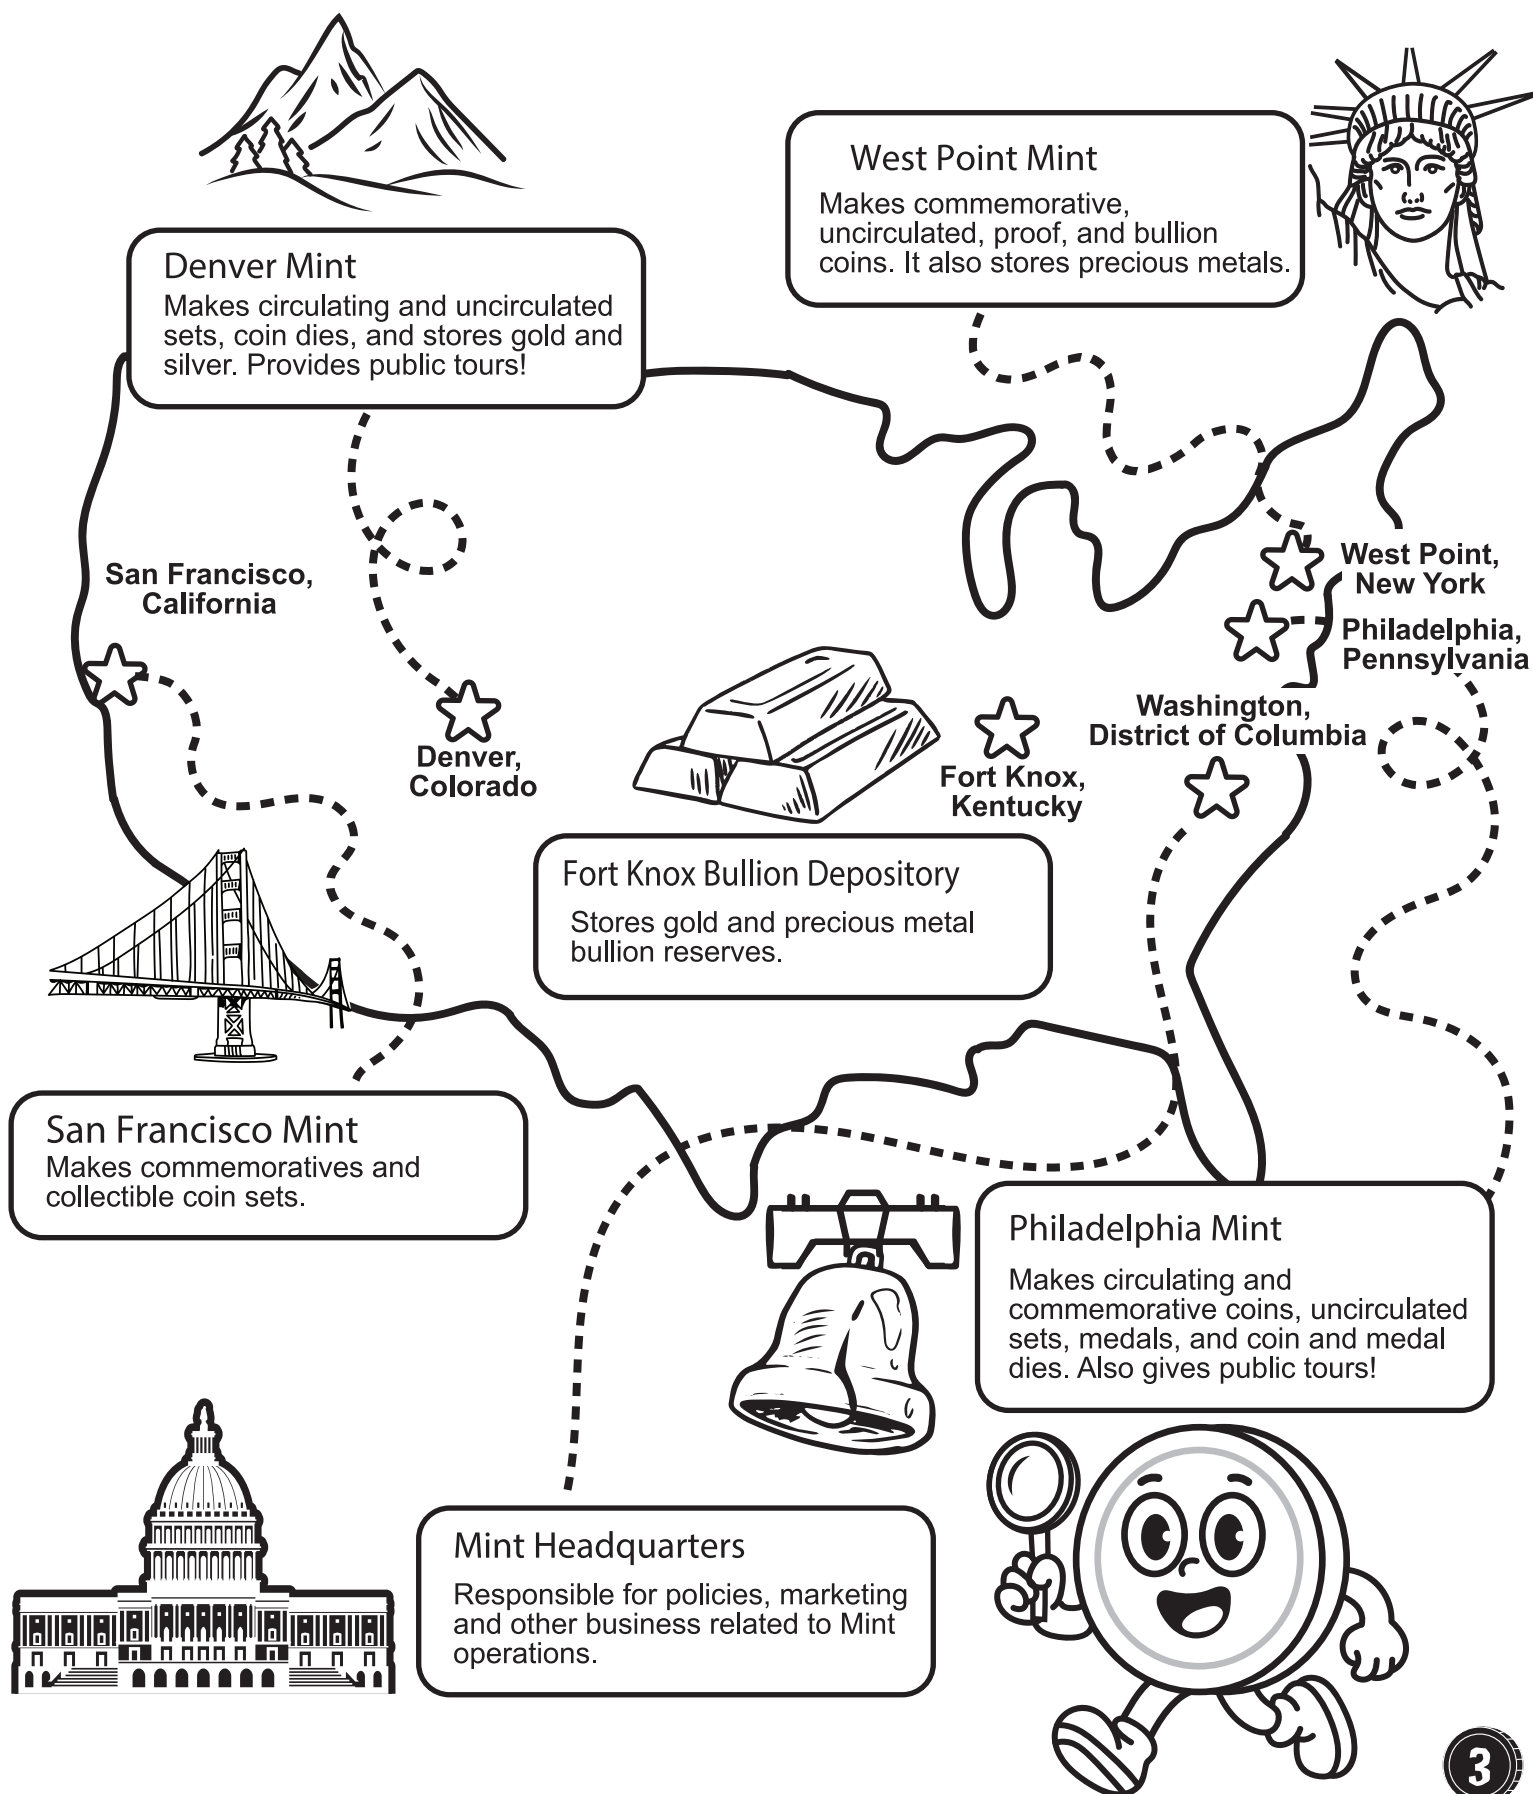 West Point Mint
Makes commemorative,
uncirculated, proof, and bullion
coins. It also stores precious metals.
Denver Mint
Makes circulating and uncirculated
sets, coin dies, and stores gold and
silver. Provides public tours!
San Francisco,
California
West Point,
New York
Philadelphia,
Pennsylvania
Washington,
District of Columbia
Denver,
Colorado
Fort Knox,
Kentucky
Fort Knox Bullion Depository
Stores gold and precious metal
bullion reserves.
San Francisco Mint
Makes commemoratives and
collectible coin sets.
Philadelphia Mint
Makes circulating and
commemorative coins, uncirculated
sets, medals, and coin and medal
dies. Also gives public tours!
Mint Headquarters
Responsible for policies, marketing
and other business related to Mint
operations.
3